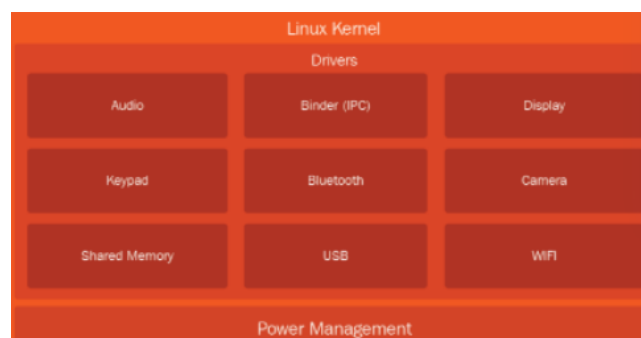 Linux Kernel
Drivers
Audio
Binder (IPC)
Display
Keypad
Bluetooth
Camera
Shared Memory
USB
WIFI
Power Management